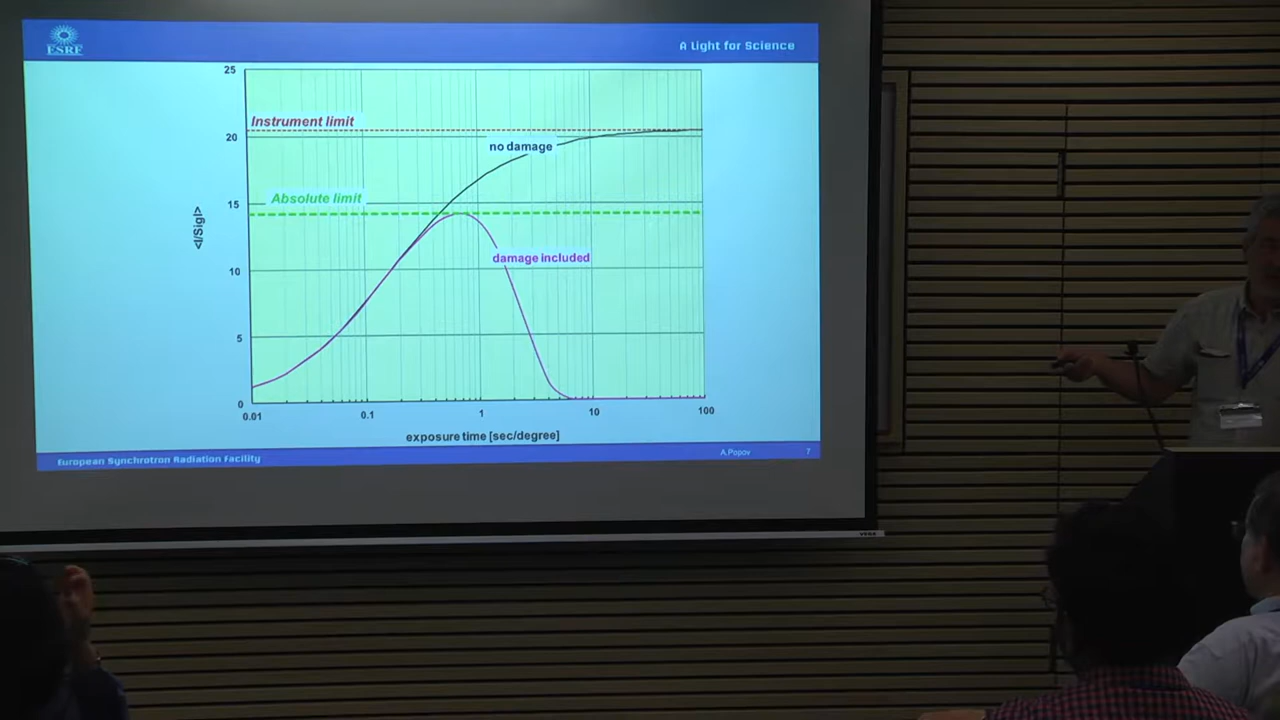 ESRF
A Light for Science
25
Instrument limit
20
no damage
Absolute limit
15
<I/SigI>
damage included
10
5
0
0.01
0.1
1
10
100
exposure time [sec/degree]
European Synchrotron Radiation Facility
A.Popov
7